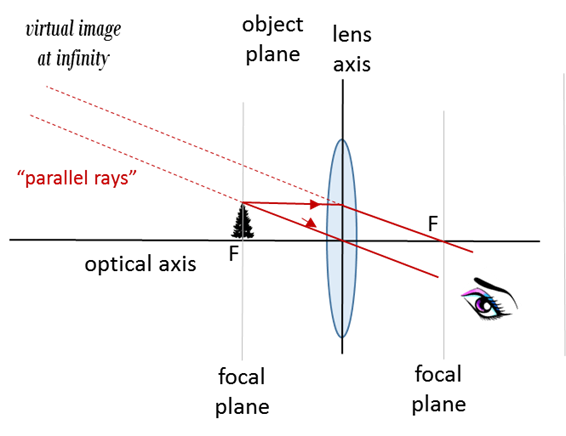 virtual image
at infinity
object
plane
lens
axis
“parallel rays”
F
F
optical axis
focal
plane
focal
plane